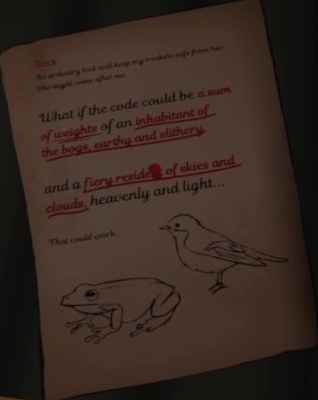 No ordinary lock will keep my trinkets safe from her.
She might come after me.
What if the code could be a sum
of weights of an inhabitant of
the bogs, earthy and slithery
and a fiery reside of skies and
clouds, heavenly and light...
That could work...